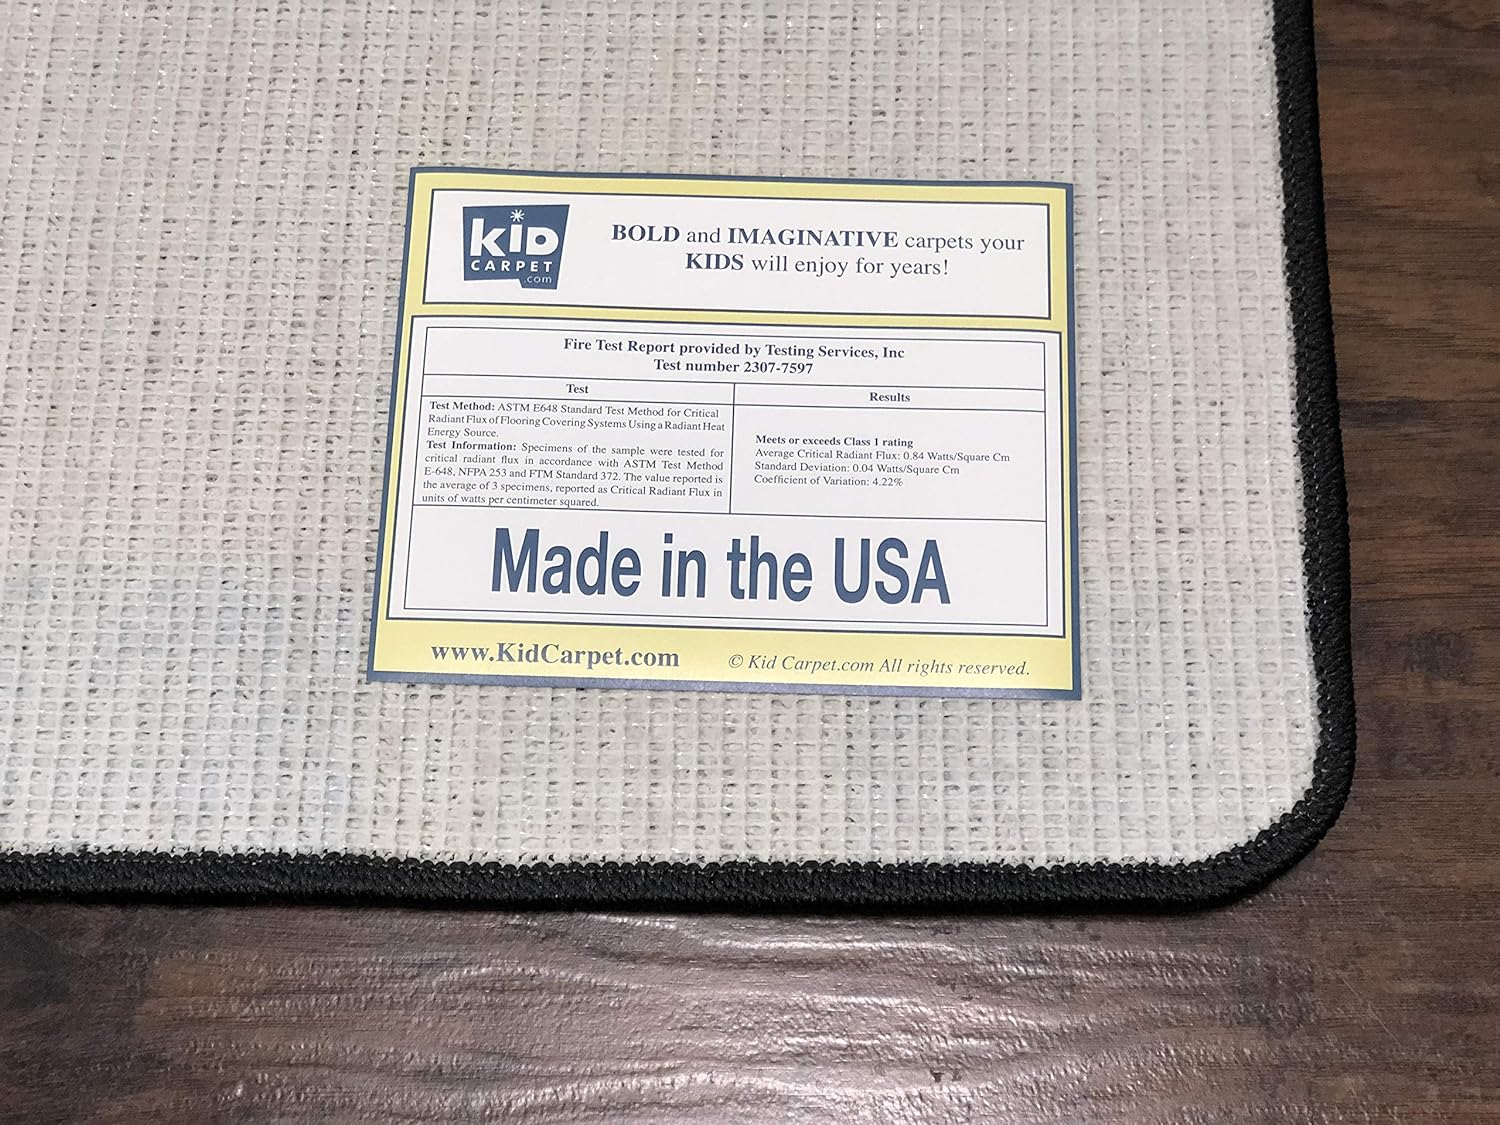 kid
CARPET
.com
BOLD and IMAGINATIVE carpets your
KIDS will enjoy for years!
Fire Test Report provided by Testing Services, Inc
Test number 2307-7597
Test
Test Method: ASTM E648 Standard Test Method for Critical
Radiant Flux of Flooring Covering Systems Using a Radiant Heat
Energy Source.
Test Information: Specimens of the sample were tested for
critical radiant flux in accordance with ASTM Test Method
E-648, NFPA 253 and FTM Standard 372. The value reported is
the average of 3 specimens, reported as Critical Radiant Flux in
units of watts per centimeter squared.
Results
Meets or exceeds Class 1 rating
Average Critical Radiant Flux: 0.84 Watts/Square Cm
Standard Deviation: 0.04 Watts/Square Cm
Coefficient of Variation: 4.22%
Made in the USA
www.KidCarpet.com
© Kid Carpet.com All rights reserved.